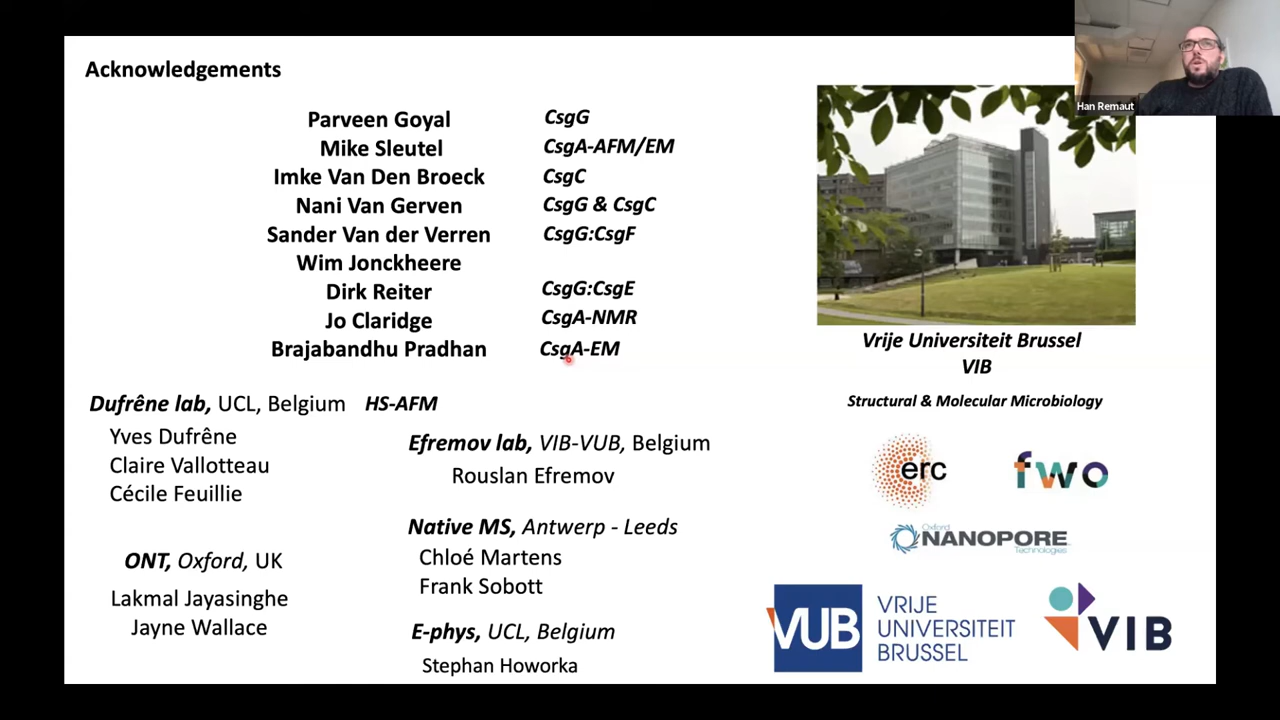 Acknowledgements
Han Remaut
Parveen Goyal CsgG
Mike Sleutel CsgA-AFM/EM
Imke Van Den Broeck CsgC
Nani Van Gerven CsgG & CsgC
Sander Van der Verren CsgG:CsgF
Wim Jonckheere
Dirk Reiter CsgG:CsgE
Jo Claridge CsgA-NMR
Brajabandhu Pradhan CsgA-EM
Dufrêne lab, UCL, Belgium HS-AFM
Yves Dufrêne
Claire Vallotteau
Cécile Feuillie
ONT, Oxford, UK
Lakmal Jayasinghe
Jayne Wallace
Efremov lab, VIB-VUB, Belgium
Rouslan Efremov
Native MS, Antwerp - Leeds
Chloé Martens
Frank Sobott
E-phys, UCL, Belgium
Stephan Howorka
Vrije Universiteit Brussel
VIB
Structural & Molecular Microbiology
erc
fwo
Oxford
NANOPORE
Technologies
VUB
VRIJE
UNIVERSITEIT
BRUSSEL
VIB